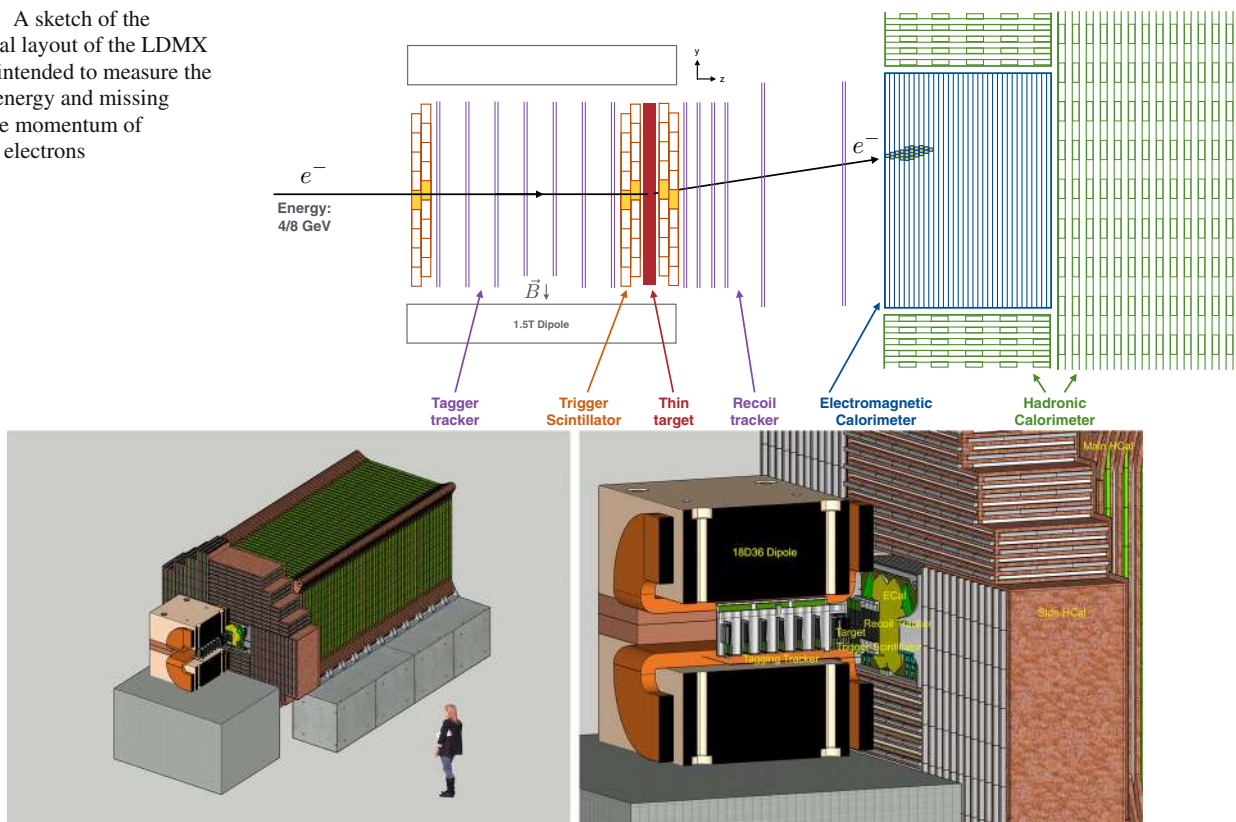 A sketch of the
al layout of the LDMX
intended to measure the
energy and missing
e momentum of
electrons
y
z
e⁻
e⁻
Energy:
4/8 GeV
B⃗↓
1.5T Dipole
Tagger
tracker
Trigger
Scintillator
Thin
target
Recoil
tracker
Electromagnetic
Calorimeter
Hadronic
Calorimeter
Main HCal
18D36 Dipole
ECal
Side HCal
Recoil Tracker
Target
Trigger Scintillator
Tagging Tracker